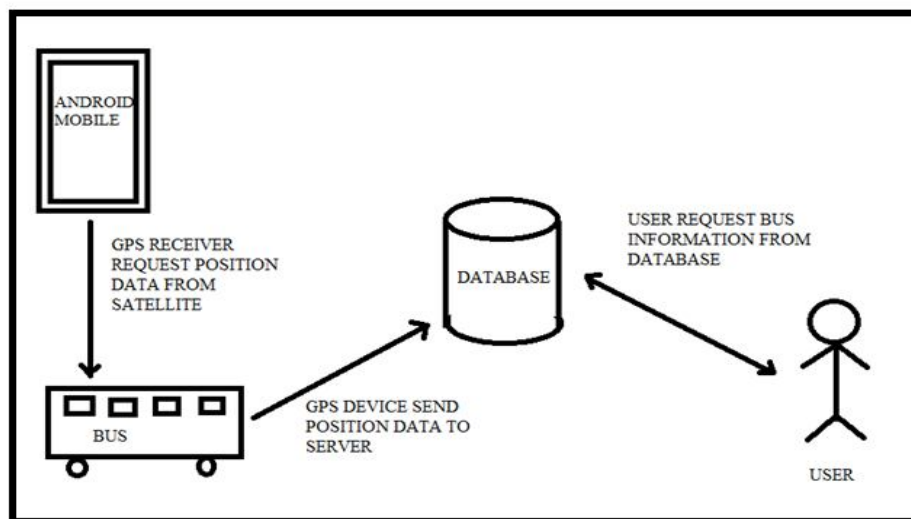 ANDROID
MOBILE
GPS RECEIVER
REQUEST POSITION
DATA FROM
SATELLITE
BUS
GPS DEVICE SEND
POSITION DATA TO
SERVER
DATABASE
USER REQUEST BUS
INFORMATION FROM
DATABASE
USER